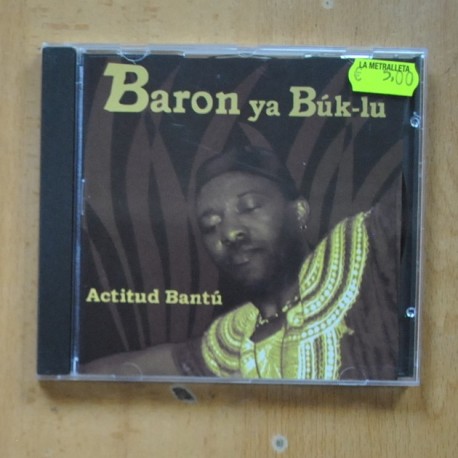 LA METRALLETA
€ 5,00
Baron ya Búk-lu
Actitud Bantú